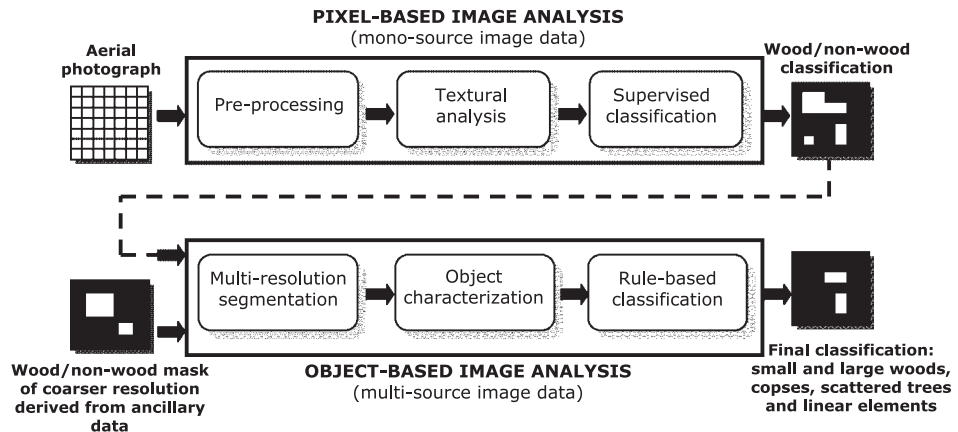 PIXEL-BASED IMAGE ANALYSIS
(mono-source image data)
Aerial
photograph
Pre-processing
Textural
analysis
Supervised
classification
Wood/non-wood
classification
Multi-resolution
segmentation
Object
characterization
Rule-based
classification
Wood/non-wood mask
of coarser resolution
derived from ancillary
data
OBJECT-BASED IMAGE ANALYSIS
(multi-source image data)
Final classification:
small and large woods,
copses, scattered trees
and linear elements